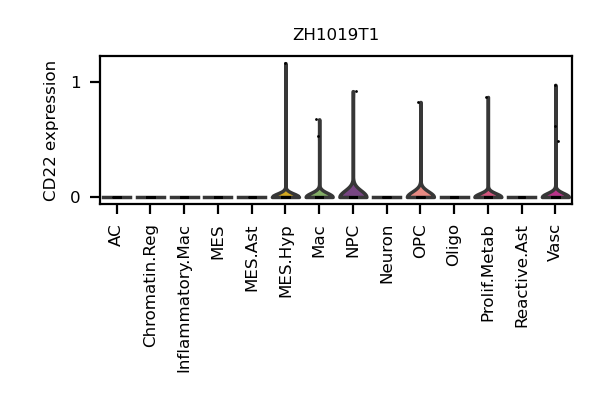 ZH1019T1
CD22 expression
1
0
AC
Chromatin.Reg
Inflammatory.Mac
MES
MES.Ast
MES.Hyp
Mac
NPC
Neuron
OPC
Oligo
Prolif.Metab
Reactive.Ast
Vasc